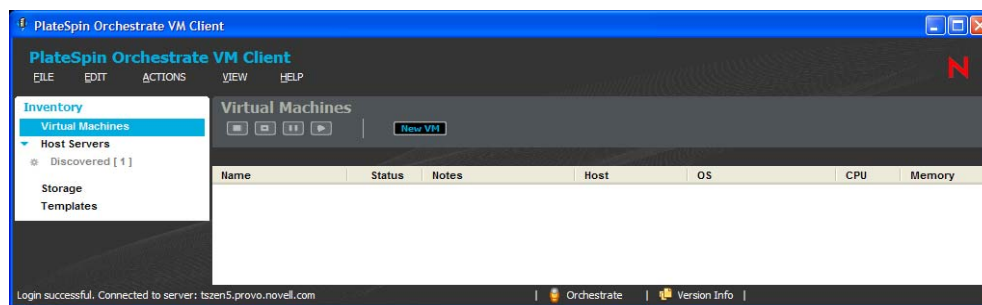 PlateSpin Orchestrate VM Client
PlateSpin Orchestrate VM Client
FILE EDIT ACTIONS VIEW HELP
N
Inventory
Virtual Machines
Host Servers
Discovered [ 1 ]
Storage
Templates
Virtual Machines
New VM
Name Status Notes Host OS CPU Memory
Login successful. Connected to server: tszen5.provo.novell.com | Orchestrate | Version Info |